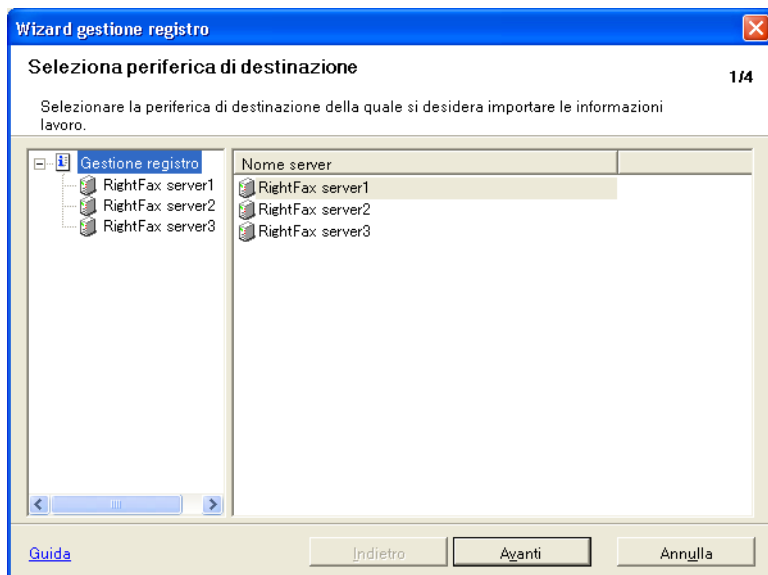 Wizard gestione registro
Seleziona periferica di destinazione
1/4
Selezionare la periferica di destinazione della quale si desidera importare le informazioni
lavoro.
Gestione registro
RightFax server1
RightFax server2
RightFax server3
Nome server
RightFax server1
RightFax server2
RightFax server3
Guida
Indietro
Avanti
Annulla